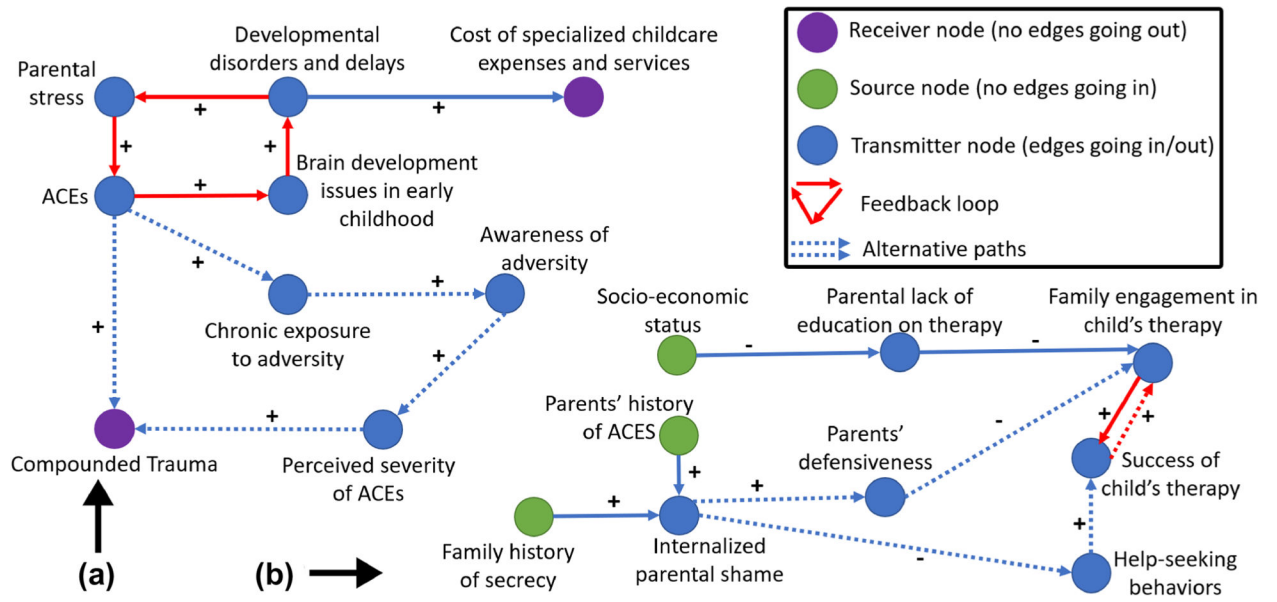 Developmental
disorders and delays
Cost of specialized childcare
expenses and services
Parental
stress
+
+
+
+
+
ACEs
Brain development
issues in early
childhood
Awareness of
adversity
+
+
+
+
+
Chronic exposure
to adversity
Compounded Trauma
Perceived severity
of ACEs
(a)
Receiver node (no edges going out)
Source node (no edges going in)
Transmitter node (edges going in/out)
Feedback loop
Alternative paths
Socio-economic
status
Parental lack of
education on therapy
Family engagement in
child's therapy
-
-
Parents' history
of ACES
-
+
+
Parents'
defensiveness
Success of
child's therapy
+
+
+
+
-
Family history
of secrecy
Internalized
parental shame
Help-seeking
behaviors
(b)